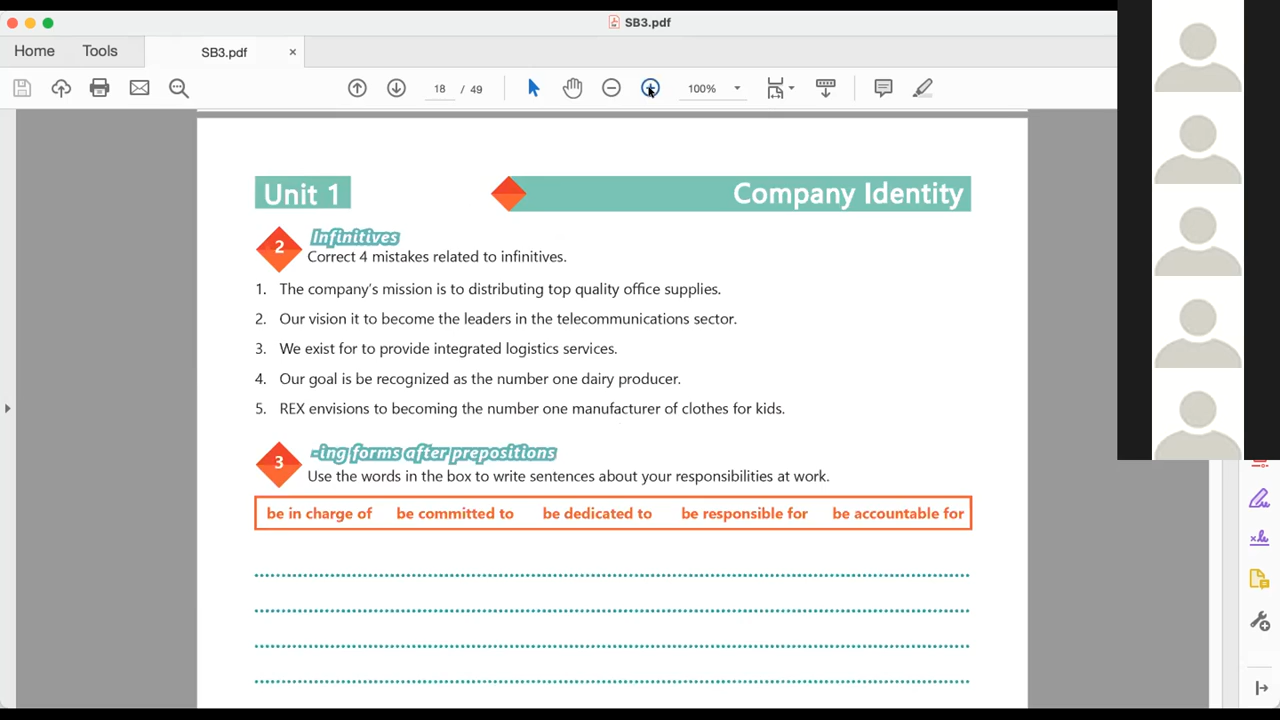 SB3.pdf
Home Tools SB3.pdf ×
18 / 49 100%
Unit 1 Company Identity
2 Infinitives
Correct 4 mistakes related to infinitives.
1. The company's mission is to distributing top quality office supplies.
2. Our vision it to become the leaders in the telecommunications sector.
3. We exist for to provide integrated logistics services.
4. Our goal is be recognized as the number one dairy producer.
5. REX envisions to becoming the number one manufacturer of clothes for kids.
3 -ing forms after prepositions
Use the words in the box to write sentences about your responsibilities at work.
be in charge of be committed to be dedicated to be responsible for be accountable for